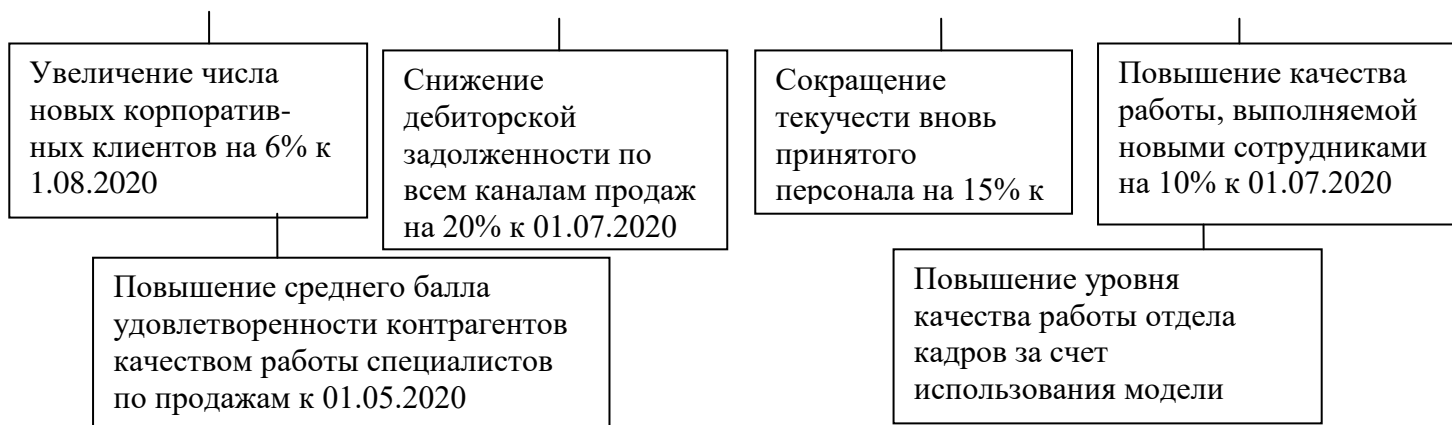 Увеличение числа
новых корпоратив-
ных клиентов на 6% к
1.08.2020
Снижение
дебиторской
задолженности по
всем каналам продаж
на 20% к 01.07.2020
Сокращение
текучести вновь
принятого
персонала на 15% к
Повышение качества
работы, выполняемой
новыми сотрудниками
на 10% к 01.07.2020
Повышение среднего балла
удовлетворенности контрагентов
качеством работы специалистов
по продажам к 01.05.2020
Повышение уровня
качества работы отдела
кадров за счет
использования модели